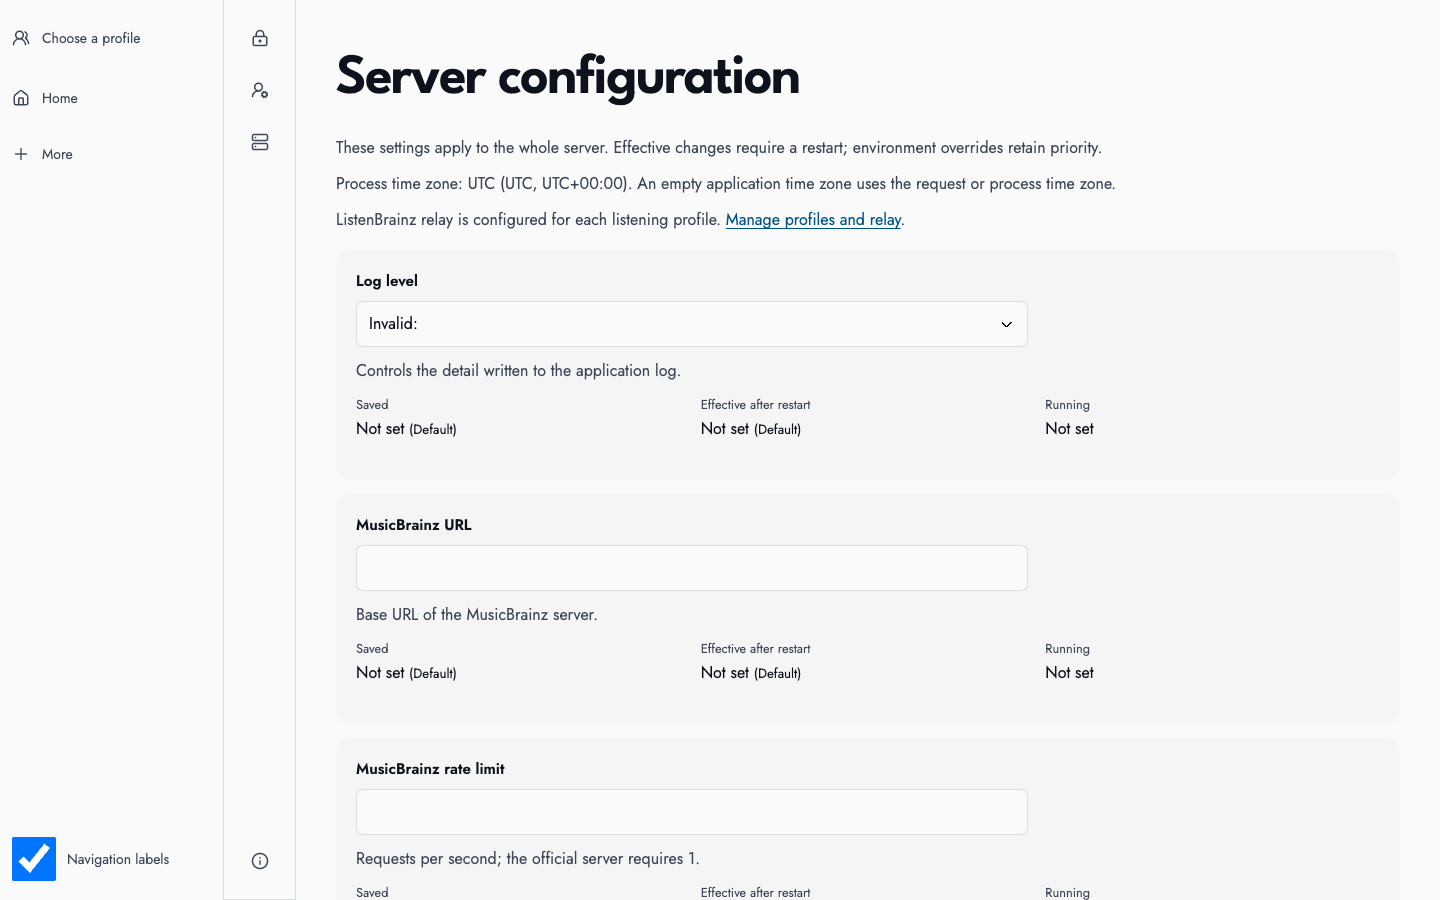 Choose a profile
Home
More
Navigation labels
Server configuration
These settings apply to the whole server. Effective changes require a restart; environment overrides retain priority.
Process time zone: UTC (UTC, UTC+00:00). An empty application time zone uses the request or process time zone.
ListenBrainz relay is configured for each listening profile. Manage profiles and relay.
Log level
Invalid:
Controls the detail written to the application log.
Saved Effective after restart Running
Not set (Default) Not set (Default) Not set
MusicBrainz URL
Base URL of the MusicBrainz server.
Saved Effective after restart Running
Not set (Default) Not set (Default) Not set
MusicBrainz rate limit
Requests per second; the official server requires 1.
Saved Effective after restart Running